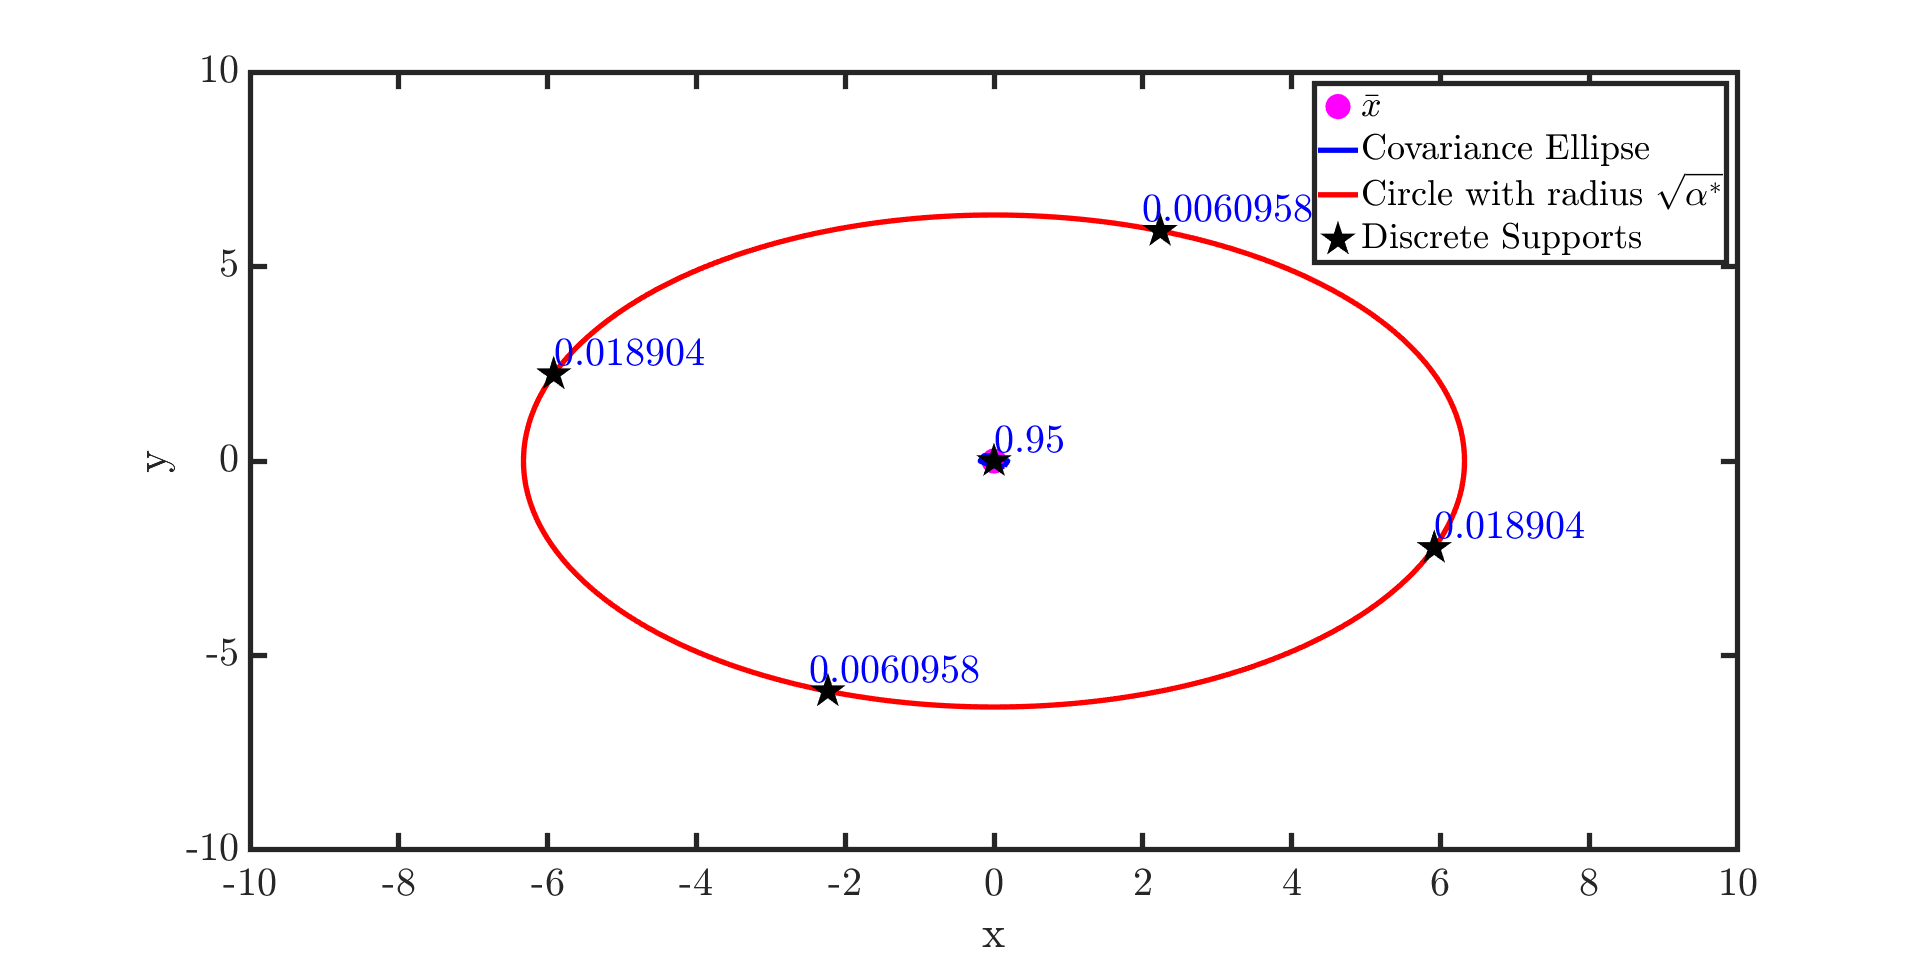 10
x̄
Covariance Ellipse
Circle with radius √α*
Discrete Supports
0.0060958
5
0.018904
0.95
y
0
0.018904
-5
0.0060958
-10
-10 -8 -6 -4 -2 0 2 4 6 8 10
x